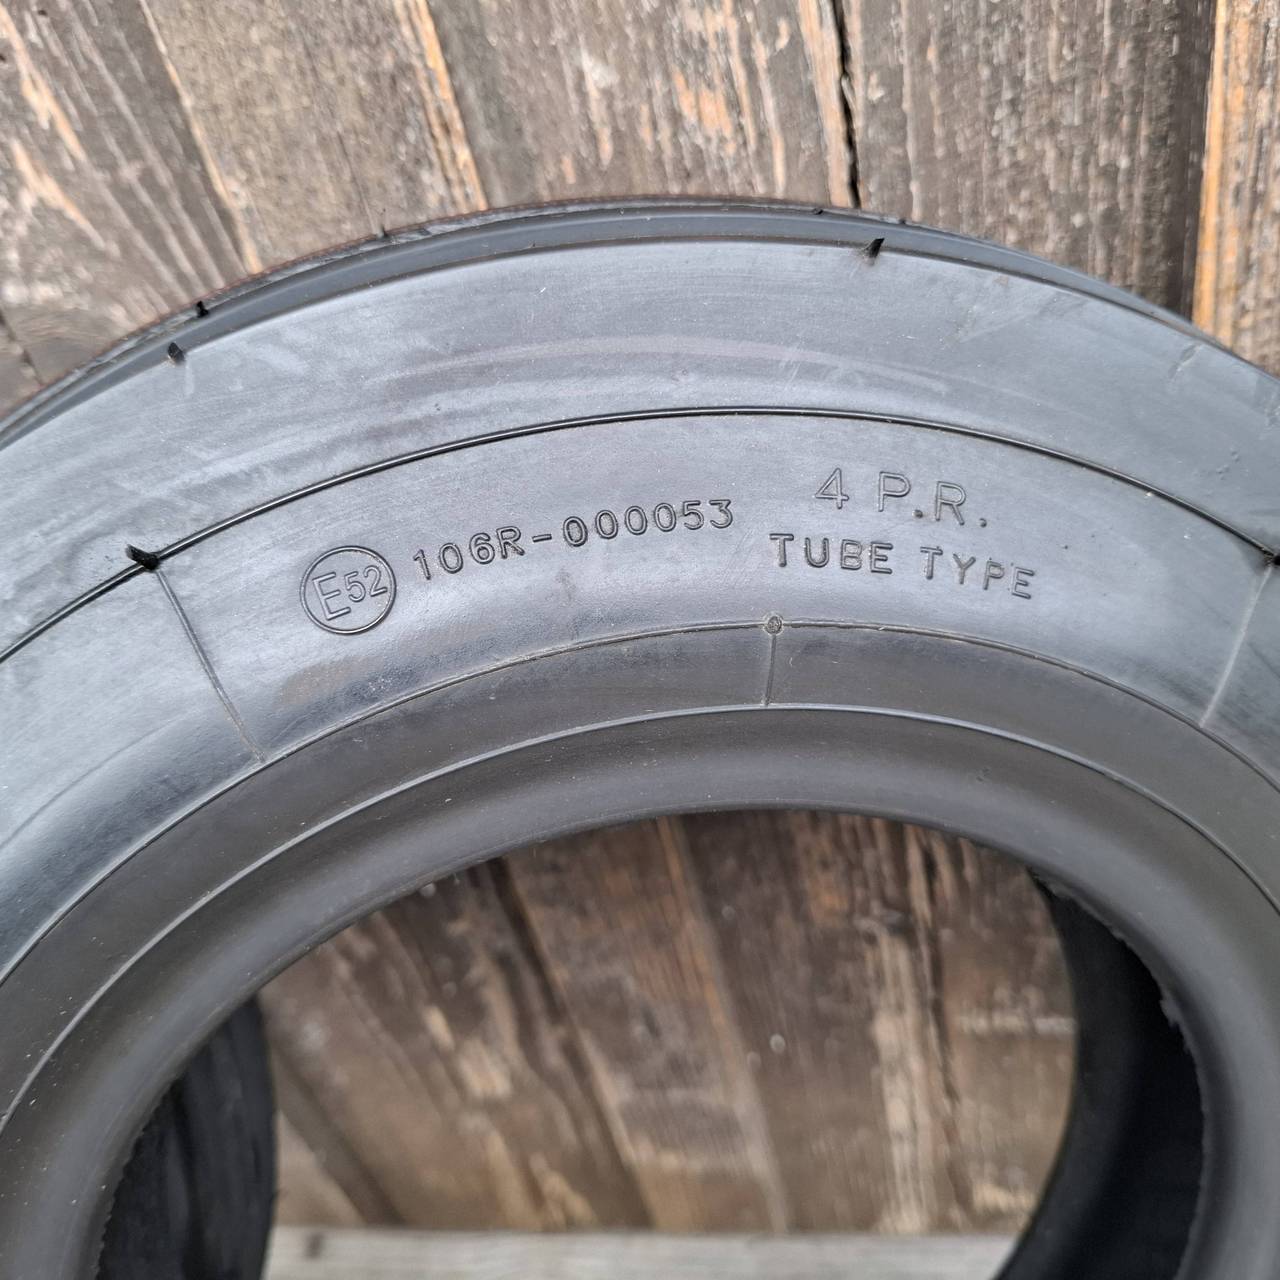 E52 106R-000053
4 P.R.
TUBE TYPE